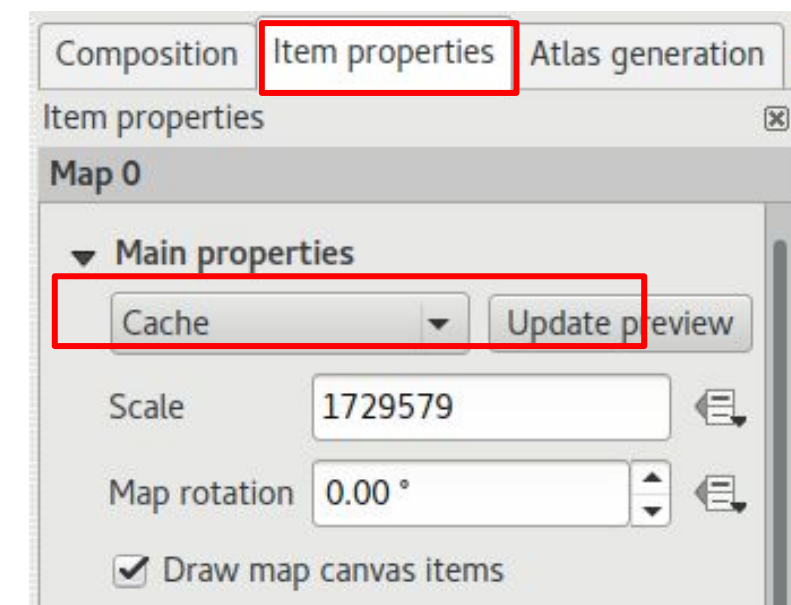 Composition Item properties Atlas generation
Item properties
Map 0
Main properties
Cache Update preview
Scale 1729579
Map rotation 0.00 °
Draw map canvas items